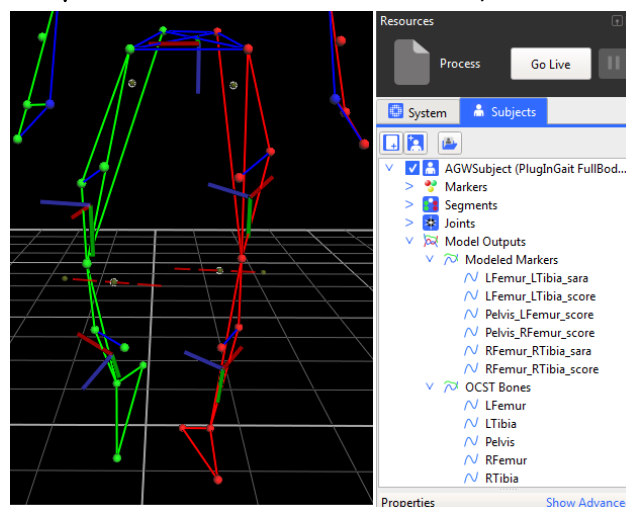 Resources
Process
Go Live
System
Subjects
AGWSubject (PlugInGait FullBod...
Markers
Segments
Joints
Model Outputs
Modeled Markers
LFemur_LTibia_sara
LFemur_LTibia_score
Pelvis_LFemur_score
Pelvis_RFemur_score
RFemur_RTibia_sara
RFemur_RTibia_score
OCST Bones
LFemur
LTibia
Pelvis
RFemur
RTibia
Properties
Show Advance